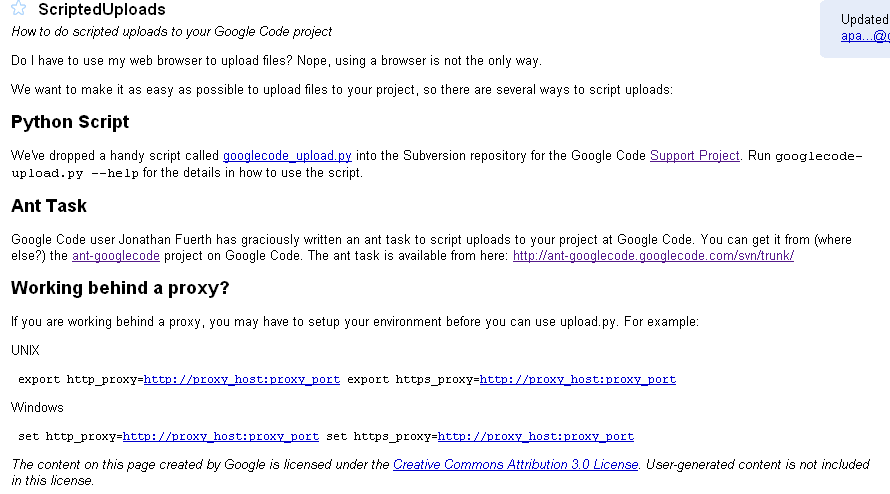 ScriptedUploads
Updated
How to do scripted uploads to your Google Code project
apa...@g
Do I have to use my web browser to upload files? Nope, using a browser is not the only way.
We want to make it as easy as possible to upload files to your project, so there are several ways to script uploads:
Python Script
We've dropped a handy script called googlecode_upload.py into the Subversion repository for the Google Code Support Project. Run googlecode-
upload.py --help for the details in how to use the script.
Ant Task
Google Code user Jonathan Fuerth has graciously written an ant task to script uploads to your project at Google Code. You can get it from (where
else?) the ant-googlecode project on Google Code. The ant task is available from here: http://ant-googlecode.googlecode.com/svn/trunk/
Working behind a proxy?
If you are working behind a proxy, you may have to setup your environment before you can use upload.py. For example:
UNIX
export http_proxy=http://proxy_host:proxy_port export https_proxy=http://proxy_host:proxy_port
Windows
set http_proxy=http://proxy_host:proxy_port set https_proxy=http://proxy_host:proxy_port
The content on this page created by Google is licensed under the Creative Commons Attribution 3.0 License. User-generated content is not included
in this license.